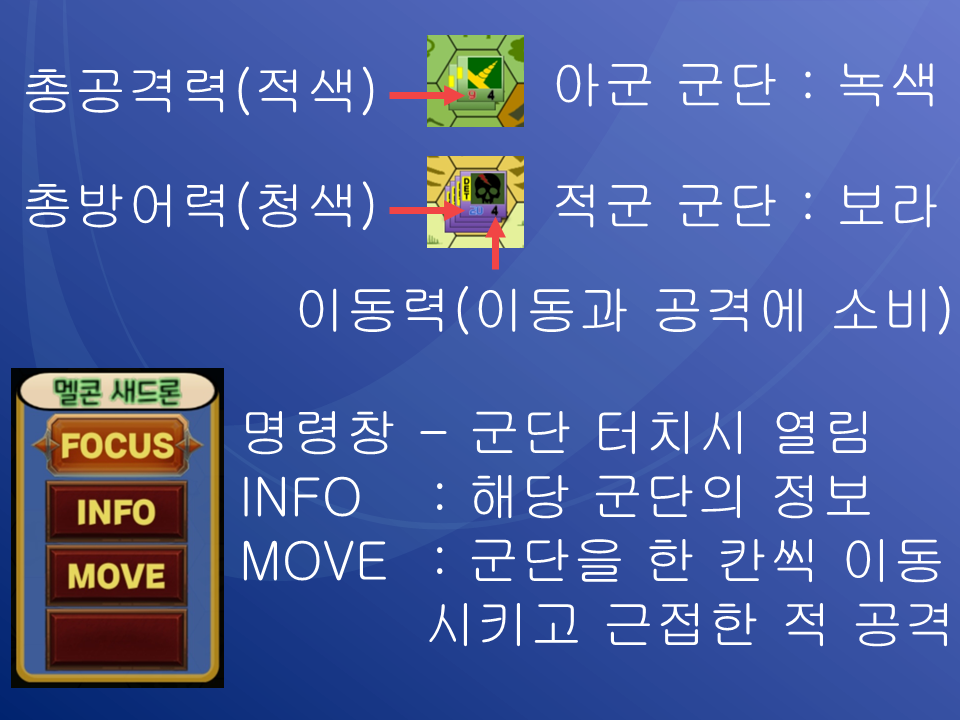 총공격력(적색)
9 4
아군 군단 : 녹색
총방어력(청색)
DET
4
적군 군단 : 보라
이동력(이동과 공격에 소비)
멜콘 새드론
FOCUS
INFO
MOVE
명령창 - 군단 터치시 열림
INFO : 해당 군단의 정보
MOVE : 군단을 한 칸씩 이동
시키고 근접한 적 공격